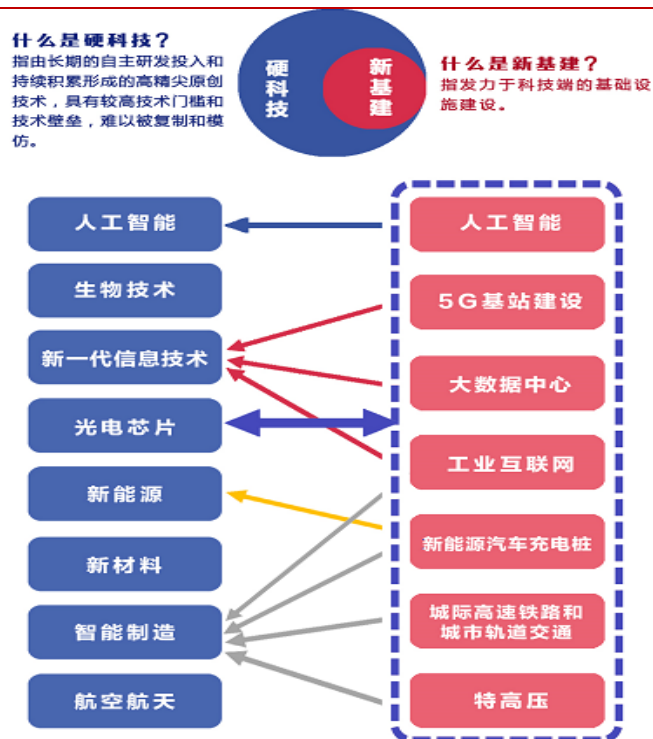 什么是硬科技？
指由长期的自主研发投入和
持续积累形成的高精尖原创
技术，具有较高技术门槛和
技术壁垒，难以被复制和模
仿。
硬科技
新基建
什么是新基建？
指发力于科技端的基础设
施建设。
人工智能
生物技术
新一代信息技术
光电芯片
新能源
新材料
智能制造
航空航天
人工智能
5G基站建设
大数据中心
工业互联网
新能源汽车充电桩
城际高速铁路和
城市轨道交通
特高压